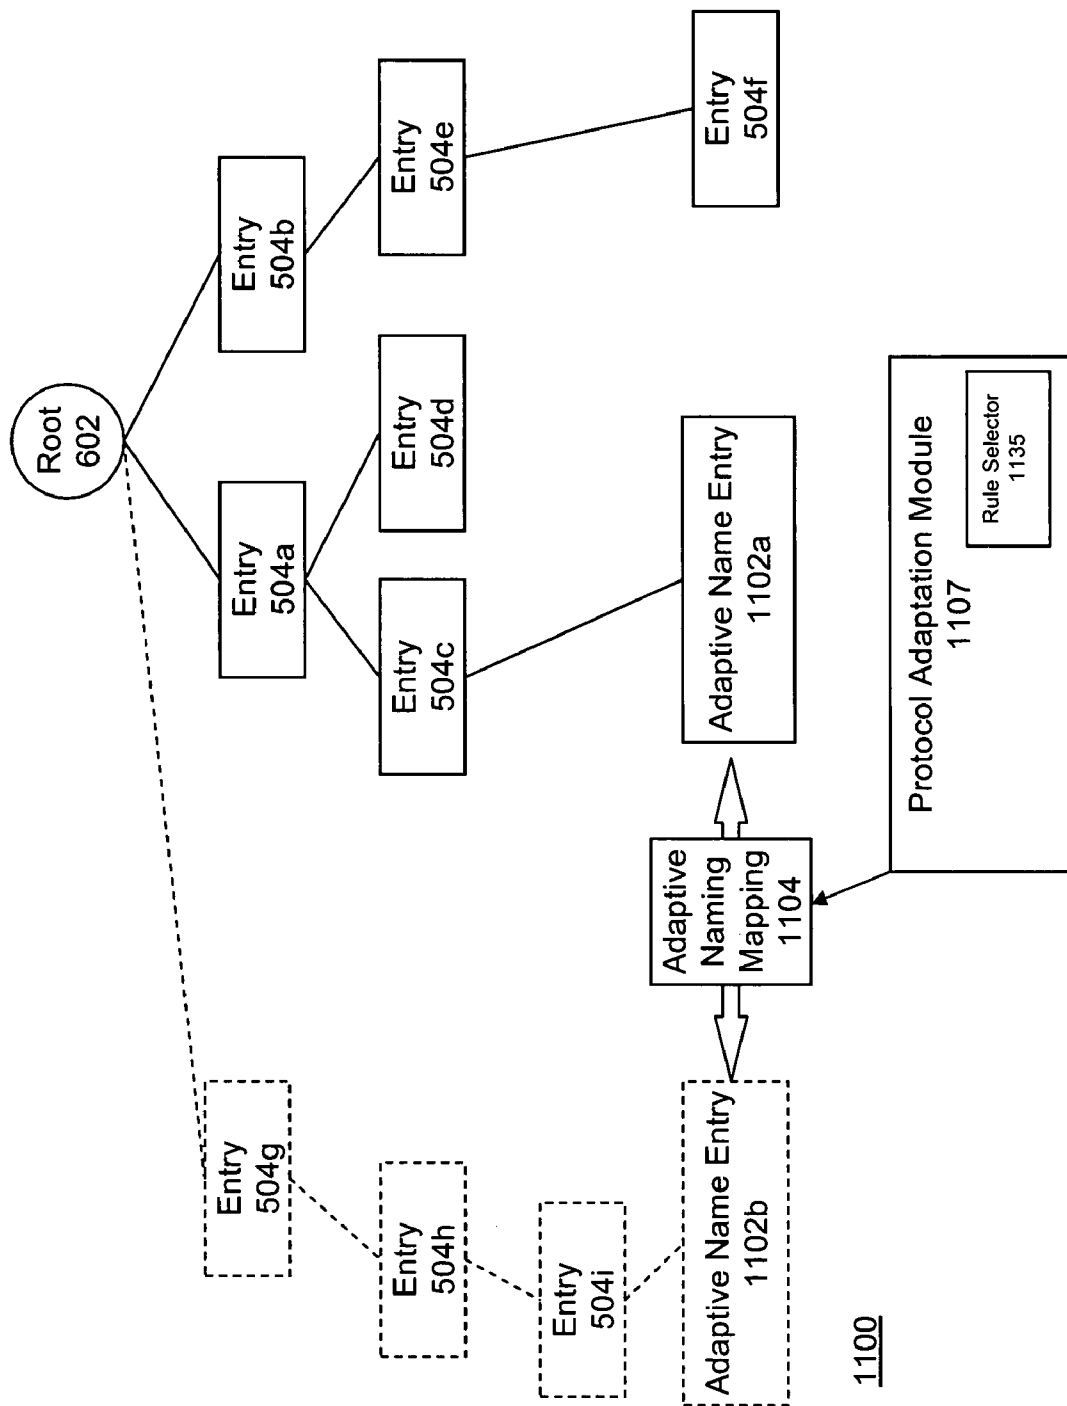 Root
602
Entry
504a
Entry
504b
Entry
504g
Entry
504c
Entry
504d
Entry
504e
Entry
504h
Entry
504i
Entry
504f
Adaptive Name Entry
1102b
Adaptive
Naming
Mapping
1104
Adaptive Name Entry
1102a
Protocol Adaptation Module
1107
Rule Selector
1135
1100